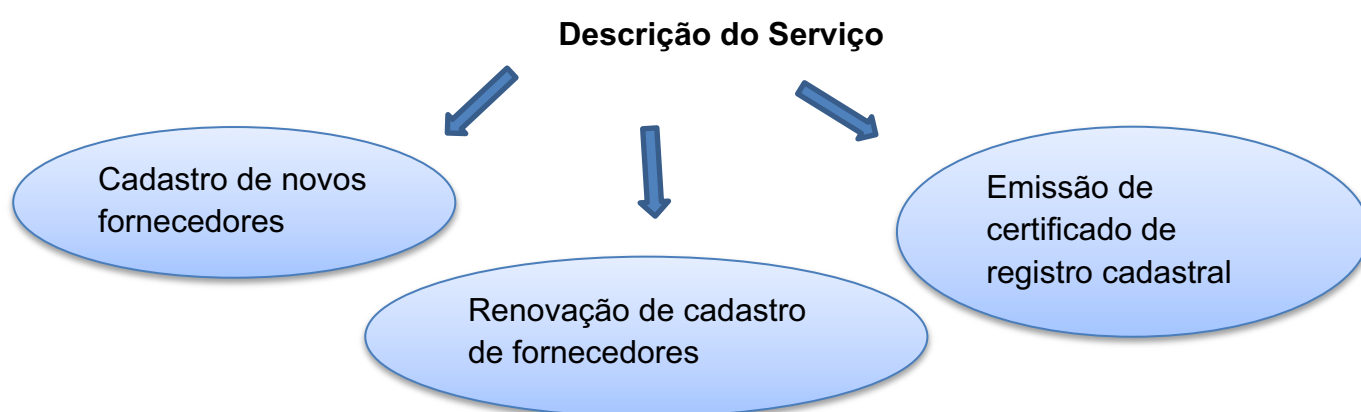 Descrição do Serviço
Cadastro de novos
fornecedores
Renovação de cadastro
de fornecedores
Emissão de
certificado de
registro cadastral